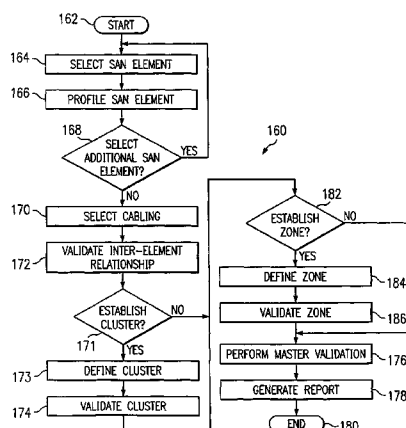 162
START
164
SELECT SAN ELEMENT
166
PROFILE SAN ELEMENT
168
SELECT
ADDITIONAL SAN
ELEMENT?
YES
NO
170
SELECT CABLING
172
VALIDATE INTER-ELEMENT
RELATIONSHIP
ESTABLISH
CLUSTER?
NO
171
YES
173
DEFINE CLUSTER
174
VALIDATE CLUSTER
160
182
ESTABLISH
ZONE?
NO
YES
DEFINE ZONE
184
VALIDATE ZONE
186
PERFORM MASTER VALIDATION
176
GENERATE REPORT
178
END
180